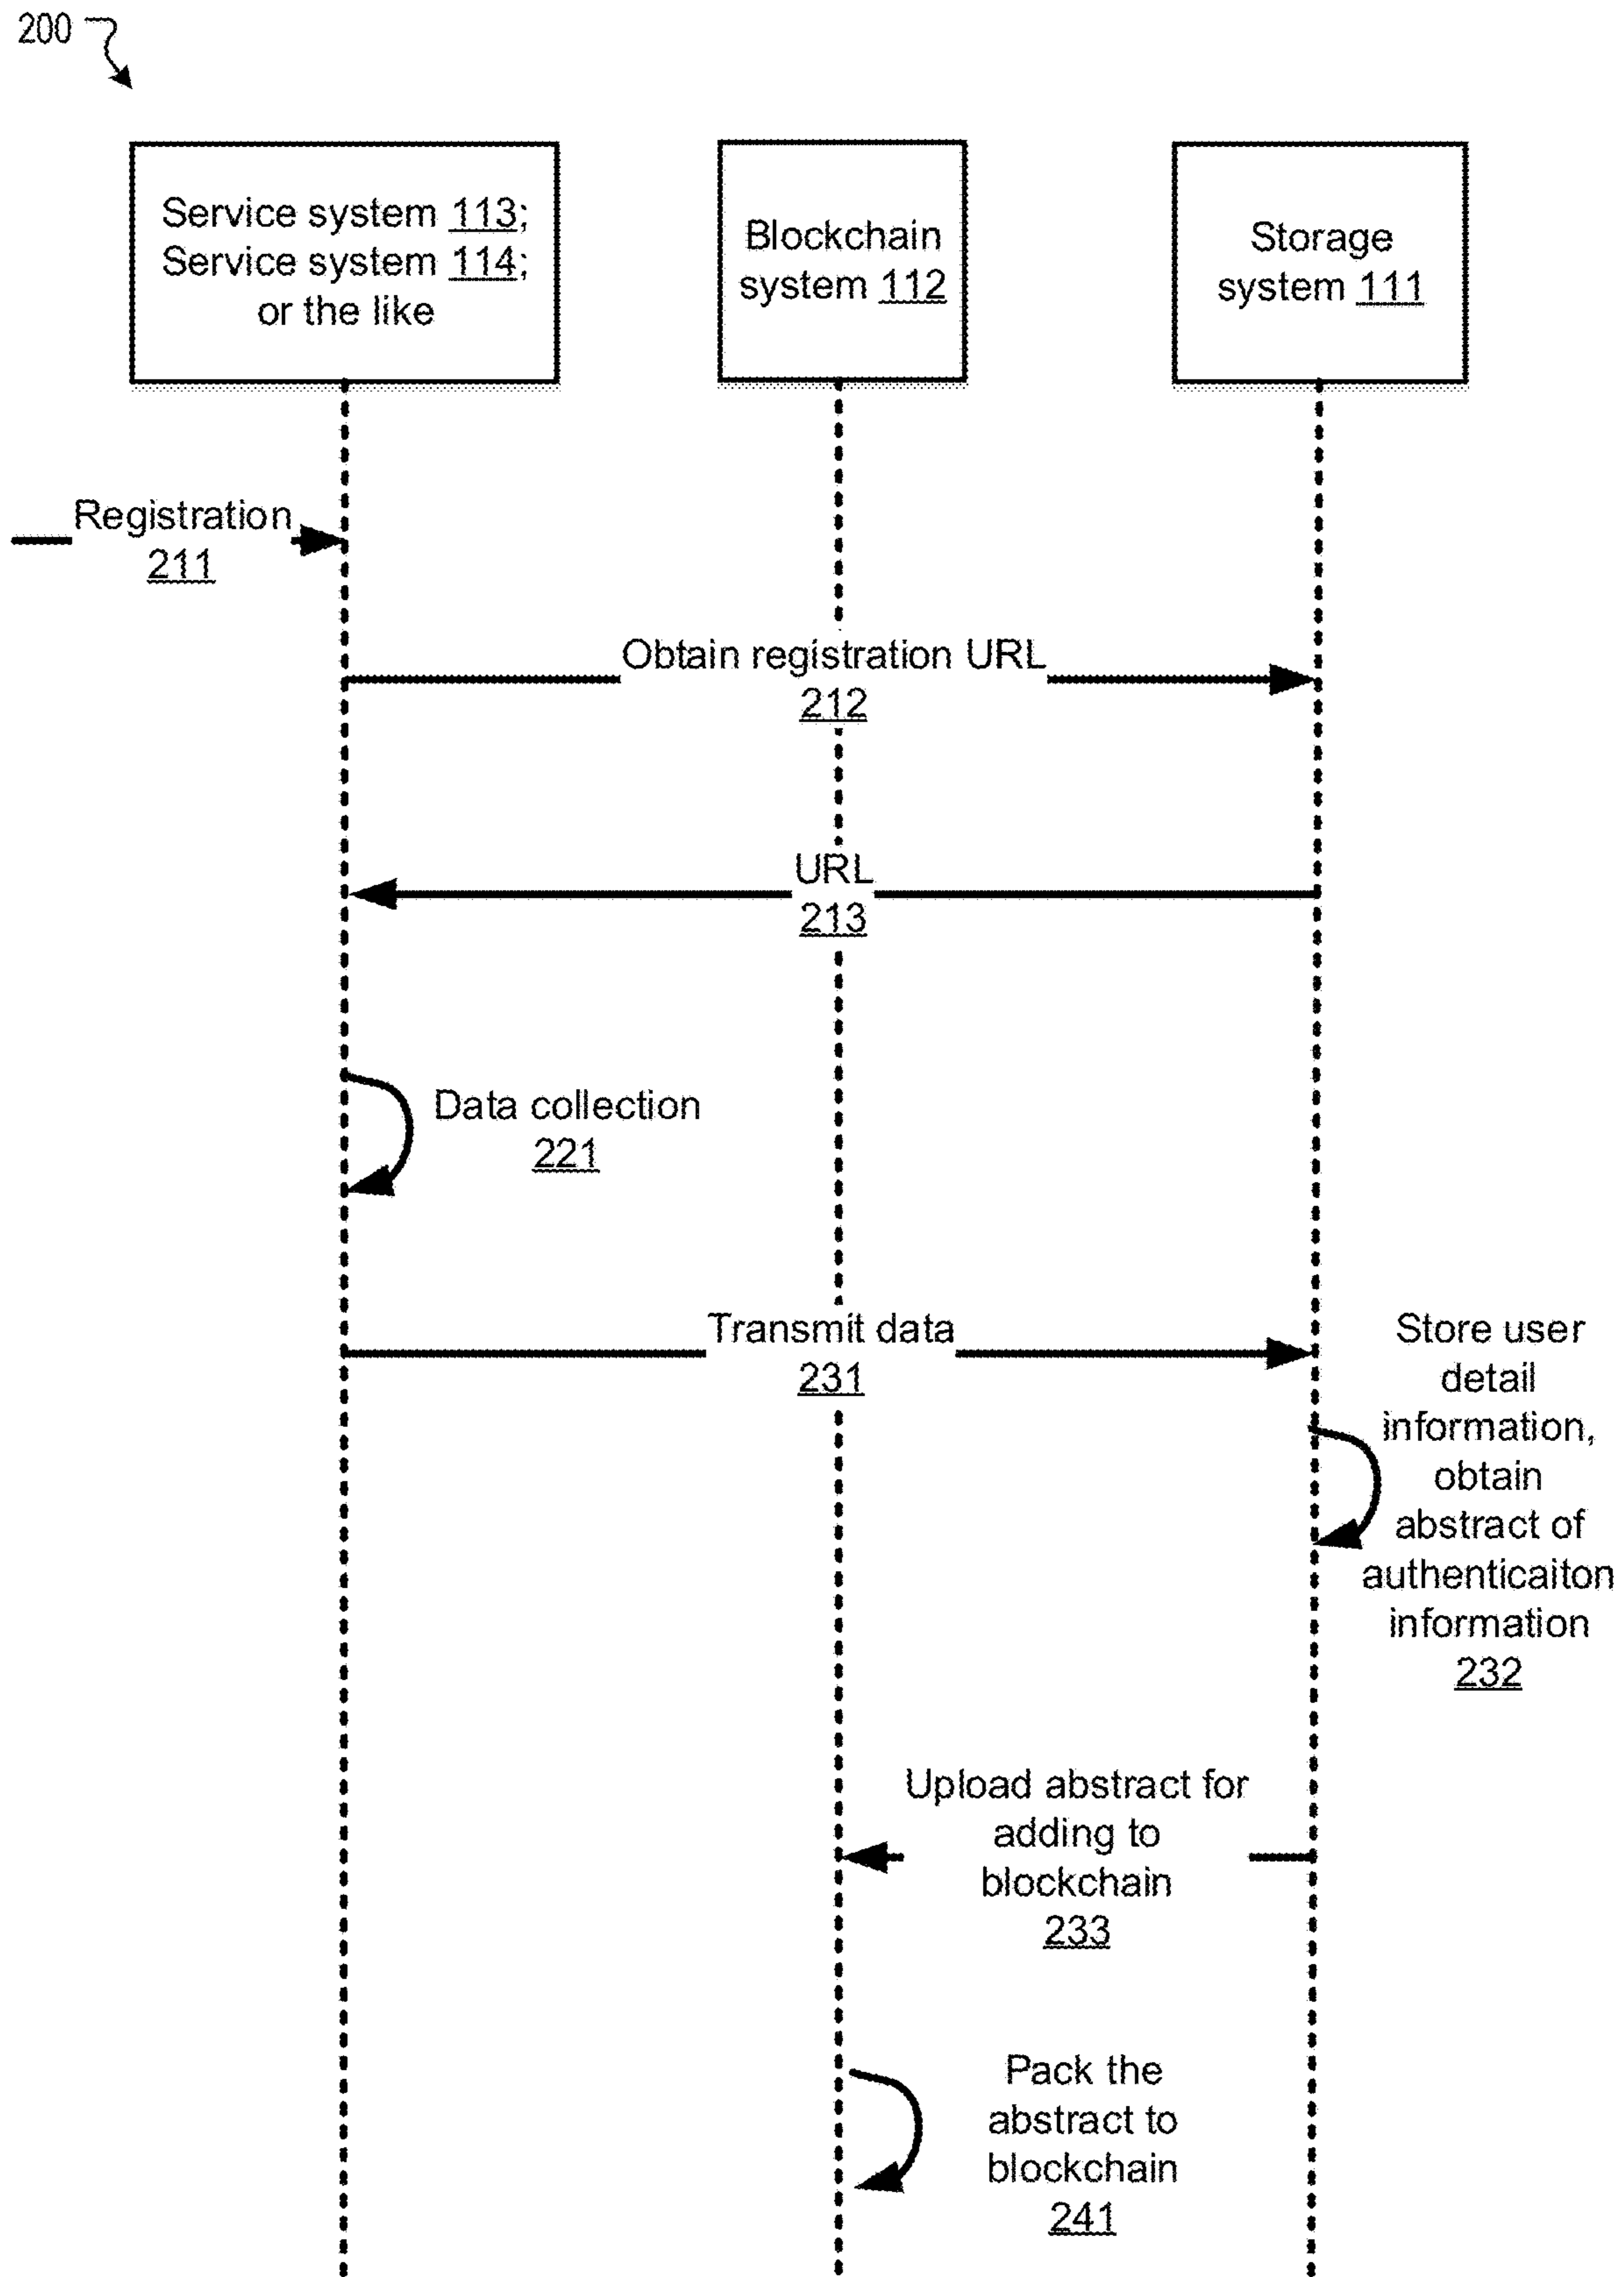 200
Service system 113;
Service system 114;
or the like
Blockchain
system 112
Storage
system 111
Registration
211
Obtain registration URL
212
URL
213
Data collection
221
Transmit data
231
Store user
detail
information,
obtain
abstract of
authenticaiton
information
232
Upload abstract for
adding to
blockchain
233
Pack the
abstract to
blockchain
241